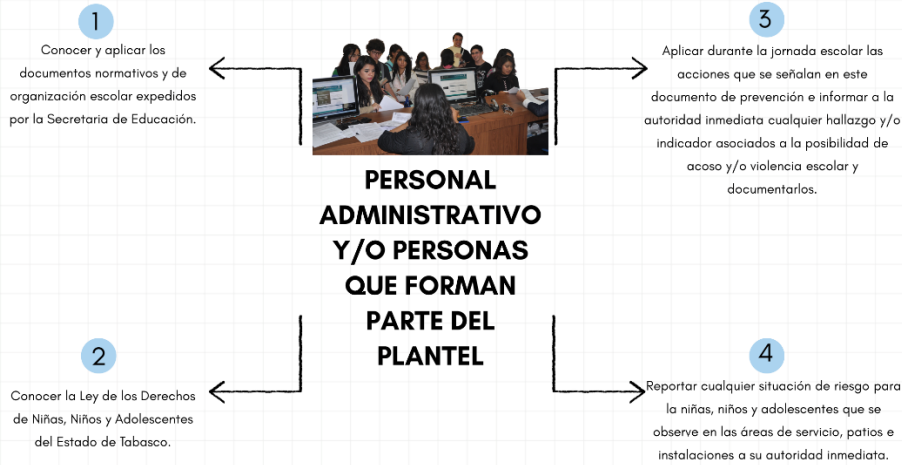 1
Conocer y aplicar los
documentos normativos y de
organización escolar expedidos
por la Secretaria de Educación.
3
Aplicar durante la jornada escolar las
acciones que se señalan en este
documento de prevención e informar a la
autoridad inmediata cualquier hallazgo y/o
indicador asociados a la posibilidad de
acoso y/o violencia escolar y
documentarlos.
PERSONAL
ADMINISTRATIVO
Y/O PERSONAS
QUE FORMAN
PARTE DEL
PLANTEL
2
Conocer la Ley de los Derechos
de Niñas, Niños y Adolescentes
del Estado de Tabasco.
4
Reportar cualquier situación de riesgo para
la niñas, niños y adolescentes que se
observe en las áreas de servicio, patios e
instalaciones a su autoridad inmediata.